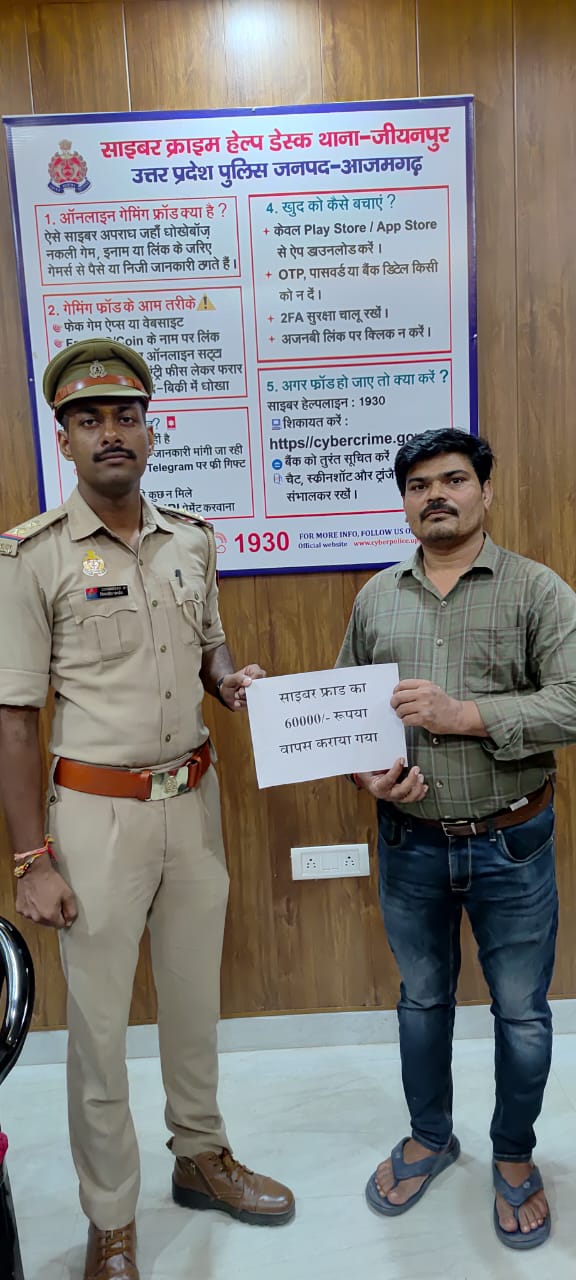 साइबर क्राइम हेल्प डेस्क थाना-जीयनपुर
उत्तर प्रदेश पुलिस जनपद-आजमगढ़
1. ऑनलाइन गेमिंग फ्रॉड क्या है ?
ऐसे साइबर अपराध जहाँ धोखेबाज़
नकली गेम, इनाम या लिंक के जरिए
गेमर्स से पैसे या निजी जानकारी ठगते हैं ।
2. गेमिंग फ्रॉड के आम तरीके
फेक गेम ऐप्स या वेबसाइट
/Coin के नाम पर लिंक
ऑनलाइन सट्टा
फीस लेकर फरार
बिक्री में धोखा
है
जानकारी मांगी जा रही
Telegram पर फ्री गिफ्ट
कुछ न मिले
पेमेंट करवाना
4. खुद को कैसे बचाएं ?
+ केवल Play Store / App Store
से ऐप डाउनलोड करें ।
+ OTP, पासवर्ड या बैंक डिटेल किसी
को न दें ।
+ 2FA सुरक्षा चालू रखें ।
+ अजनबी लिंक पर क्लिक न करें ।
5. अगर फ्रॉड हो जाए तो क्या करें ?
साइबर हेल्पलाइन : 1930
शिकायत करें :
https//cybercrime.go
बैंक को तुरंत सूचित करें
चैट, स्क्रीनशॉट और
संभालकर रखें ।
1930
FOR MORE INFO, FOLLOW US O
Official website www.cyberpolice.up
साइबर फ्राड का
60000/- रूपया
वापस कराया गया